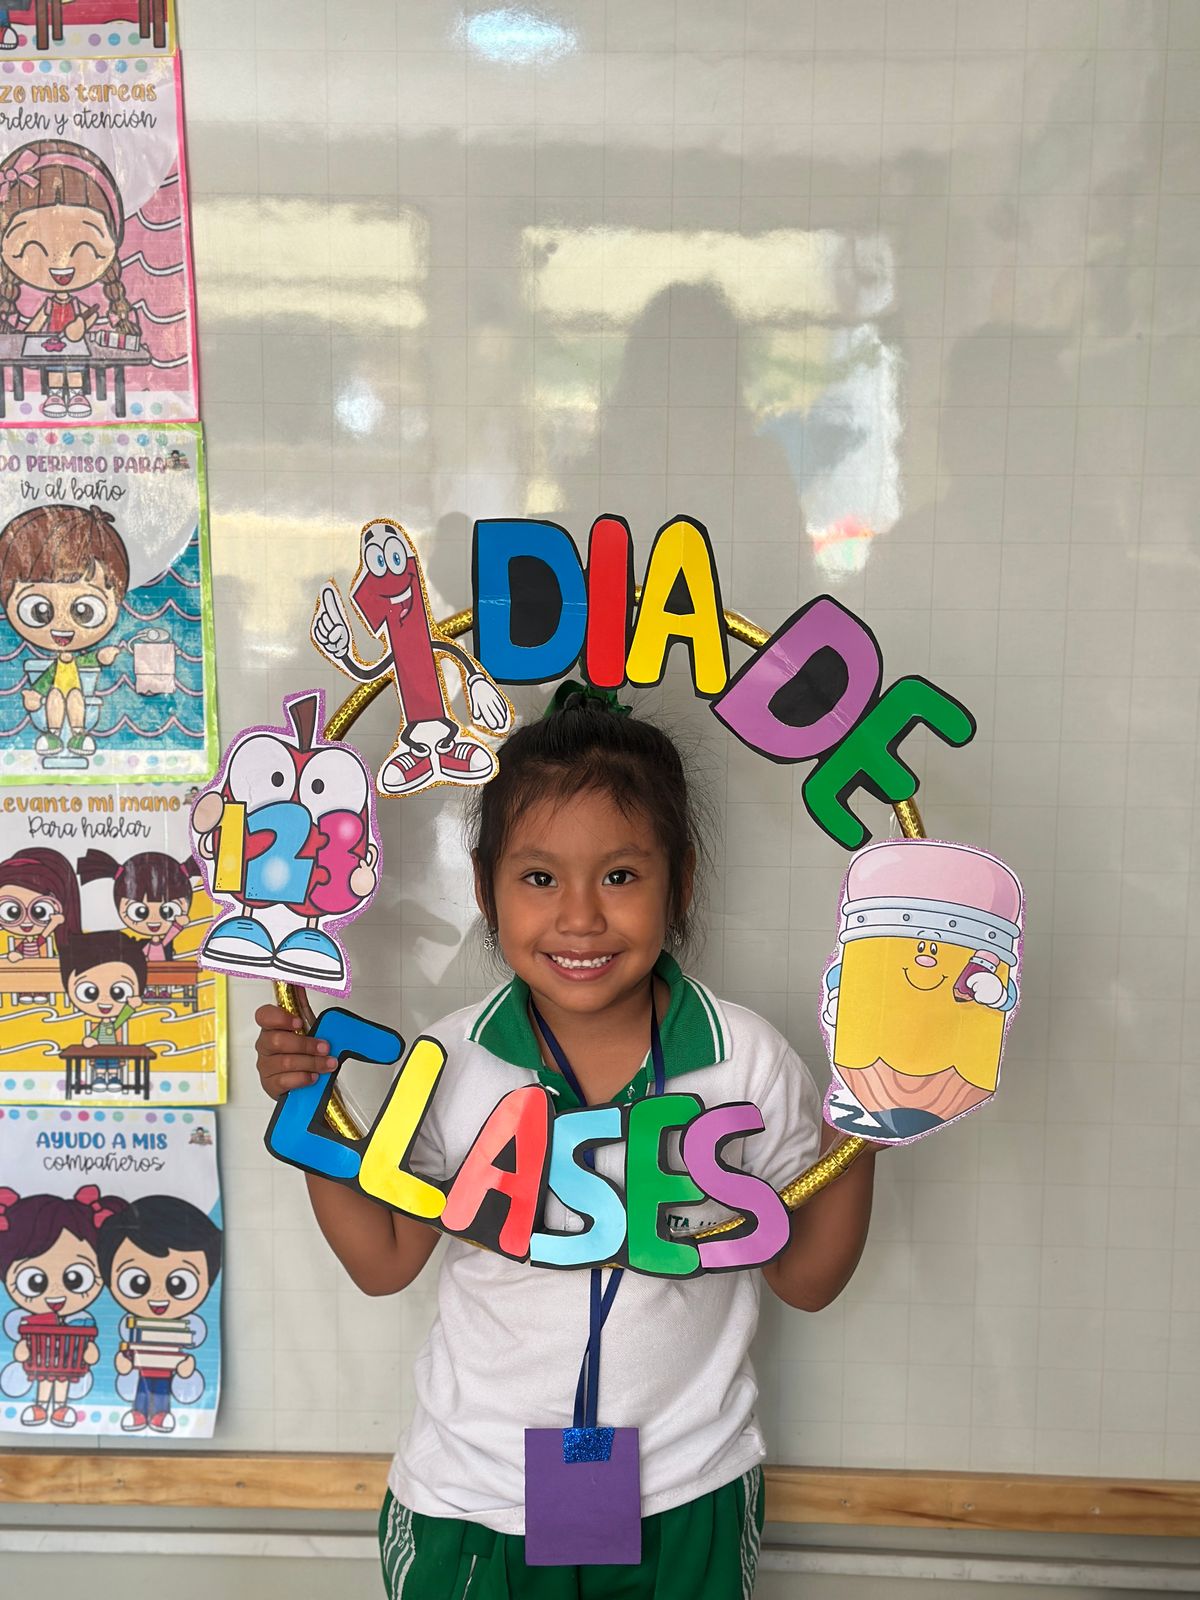 zo mis tareas
rden y atención
DO PERMISO PARA
ir al baño
Levanto mi mano
Para hablar
AYUDO A MIS
compañeros
1 DIA DE
123
CLASES